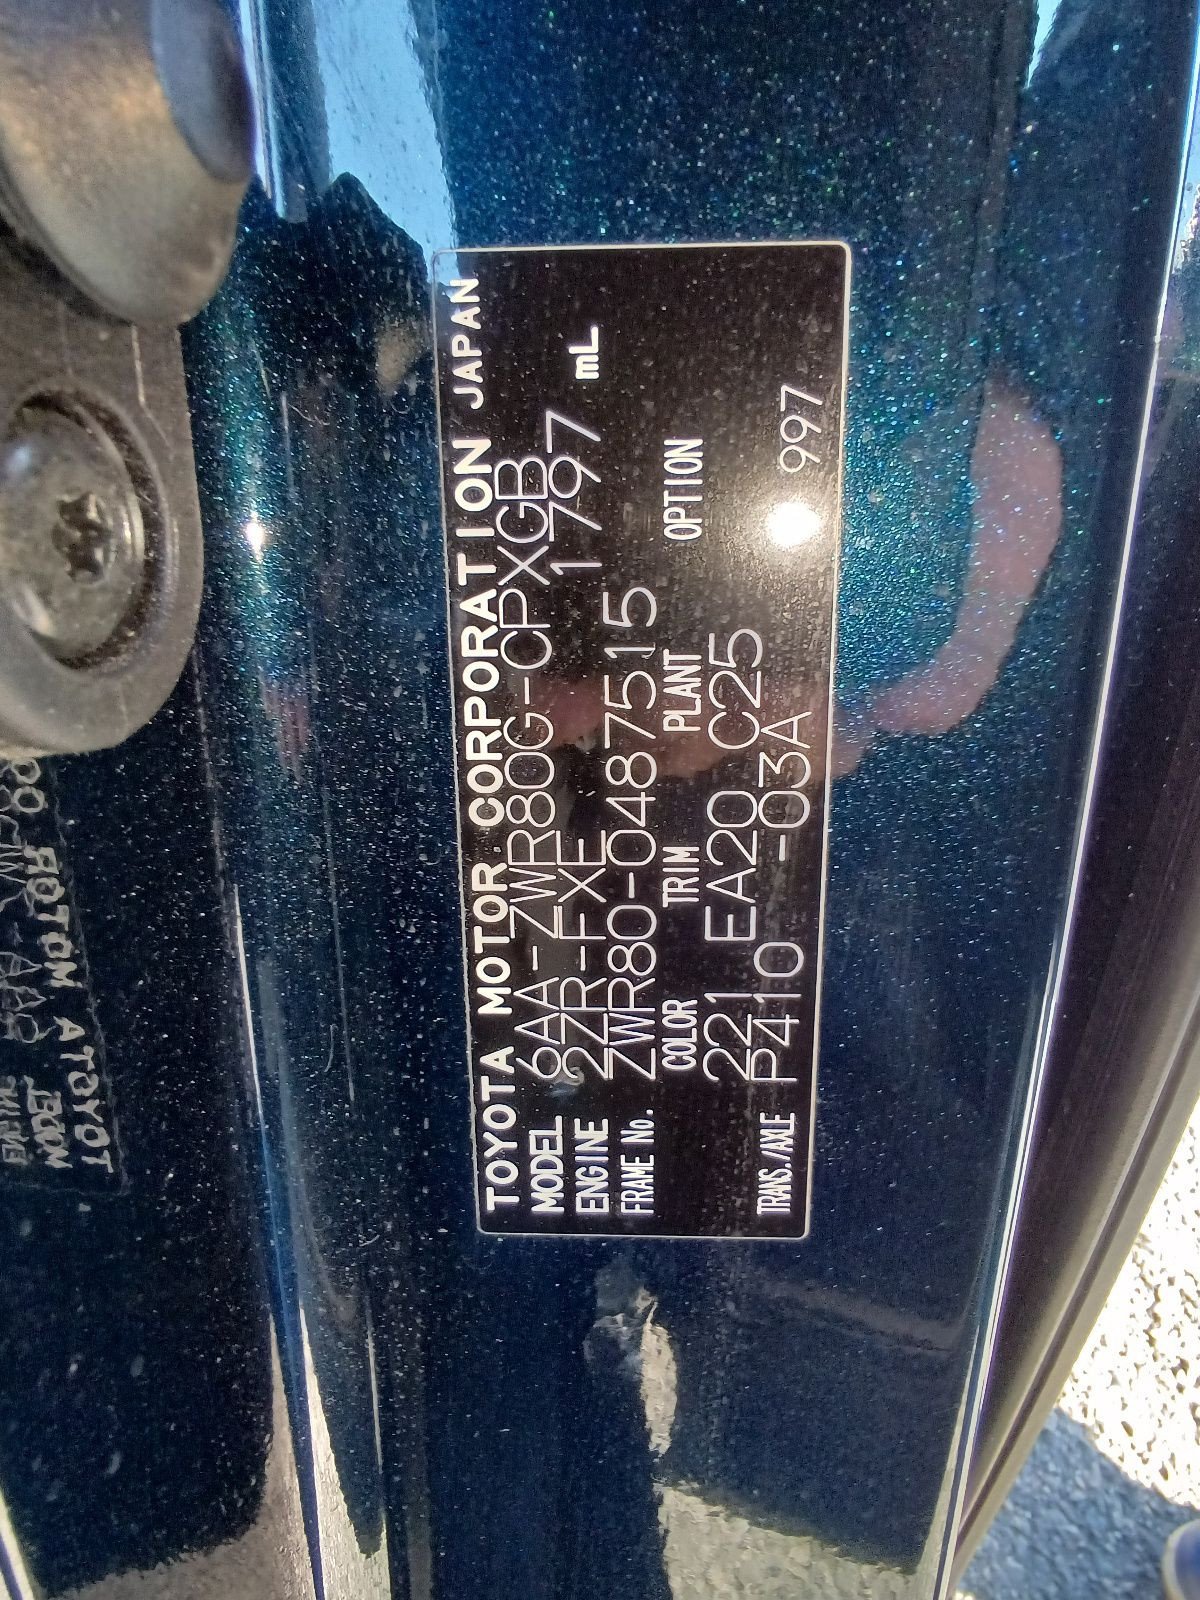 TOYOTA MOTOR CORPORATION JAPAN
MODEL 6AA-ZWR80G-CPXGB
ENGINE 2ZR-FXE 1797 mL
FRAME No. ZWR80-0487515
COLOR TRIM PLANT OPTION
221 EA20 C25
TRANS./AXLE P410 -03A 997